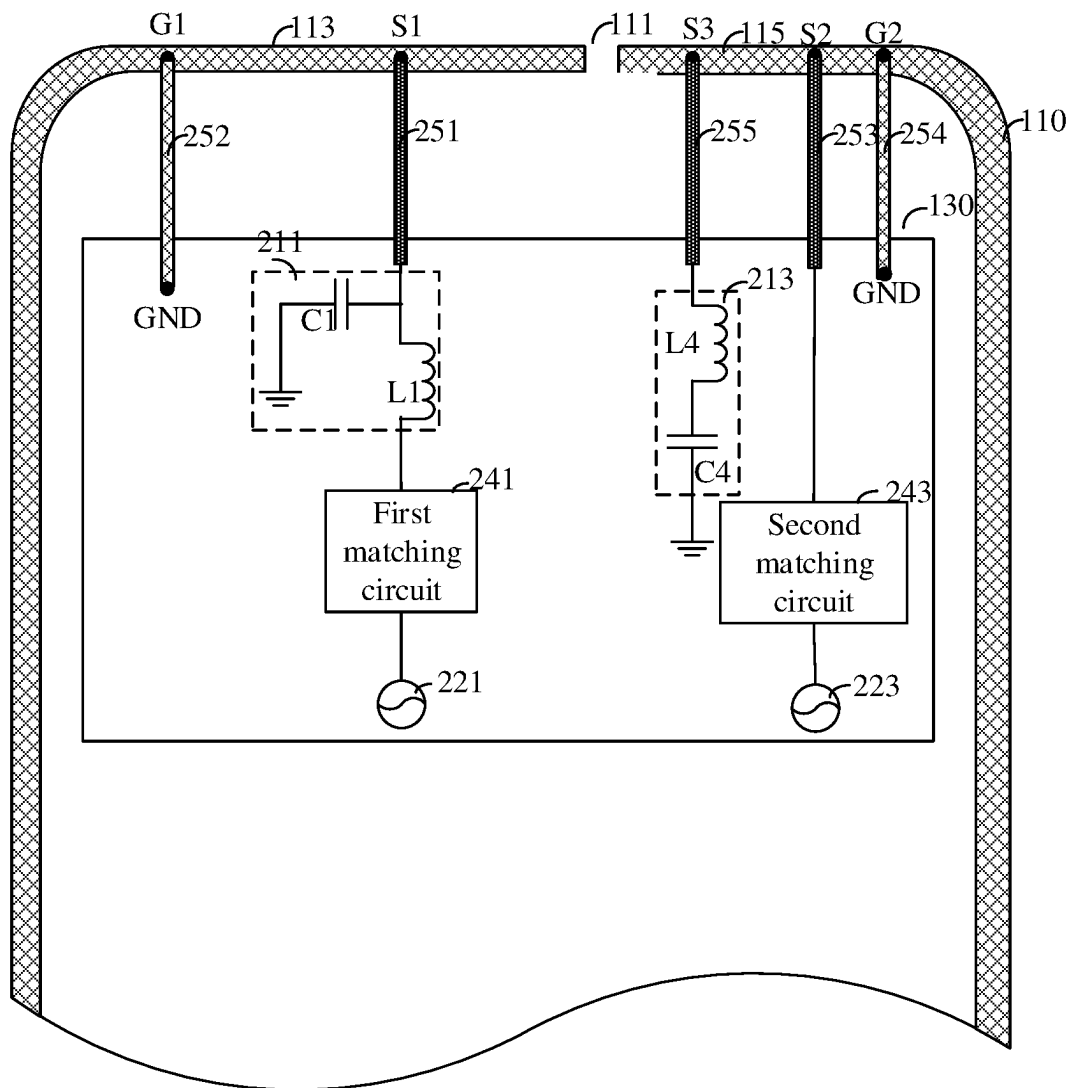 G1
113
S1
111
S3
115
S2
G2
110
252
251
255
253
254
130
211
213
GND
C1
GND
L4
L1
C4
241
243
First
matching
circuit
Second
matching
circuit
221
223